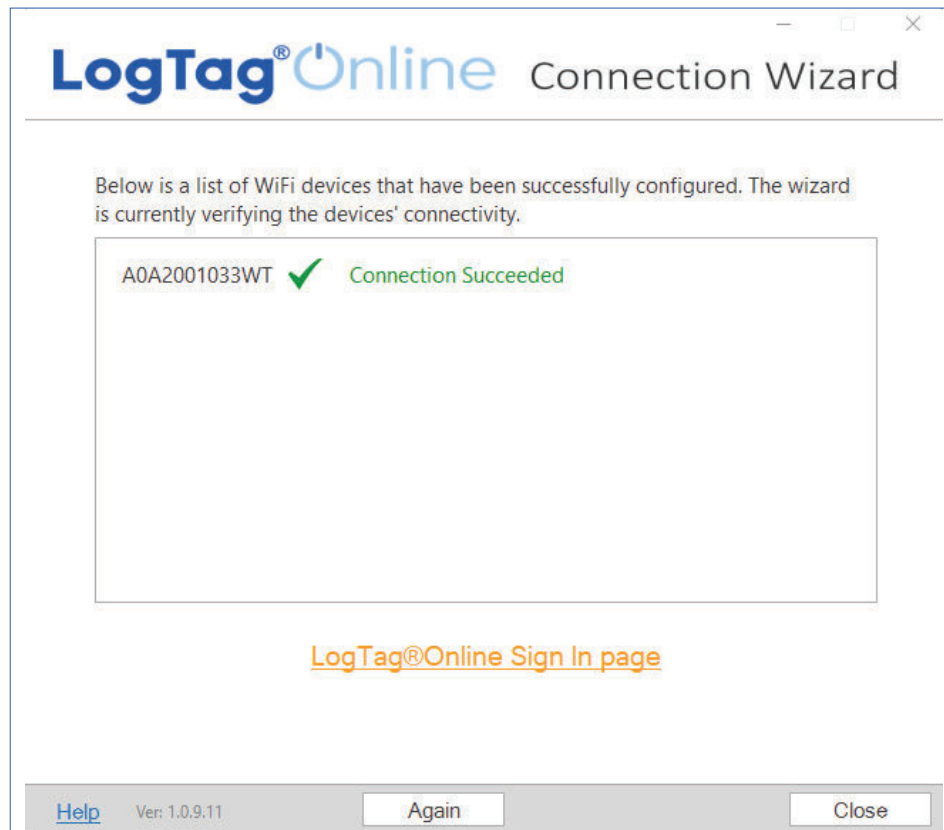 LogTag®Online Connection Wizard
Below is a list of WiFi devices that have been successfully configured. The wizard
is currently verifying the devices' connectivity.
A0A2001033WT Connection Succeeded
LogTag®Online Sign In page
Help Ver: 1.0.9.11 Again Close